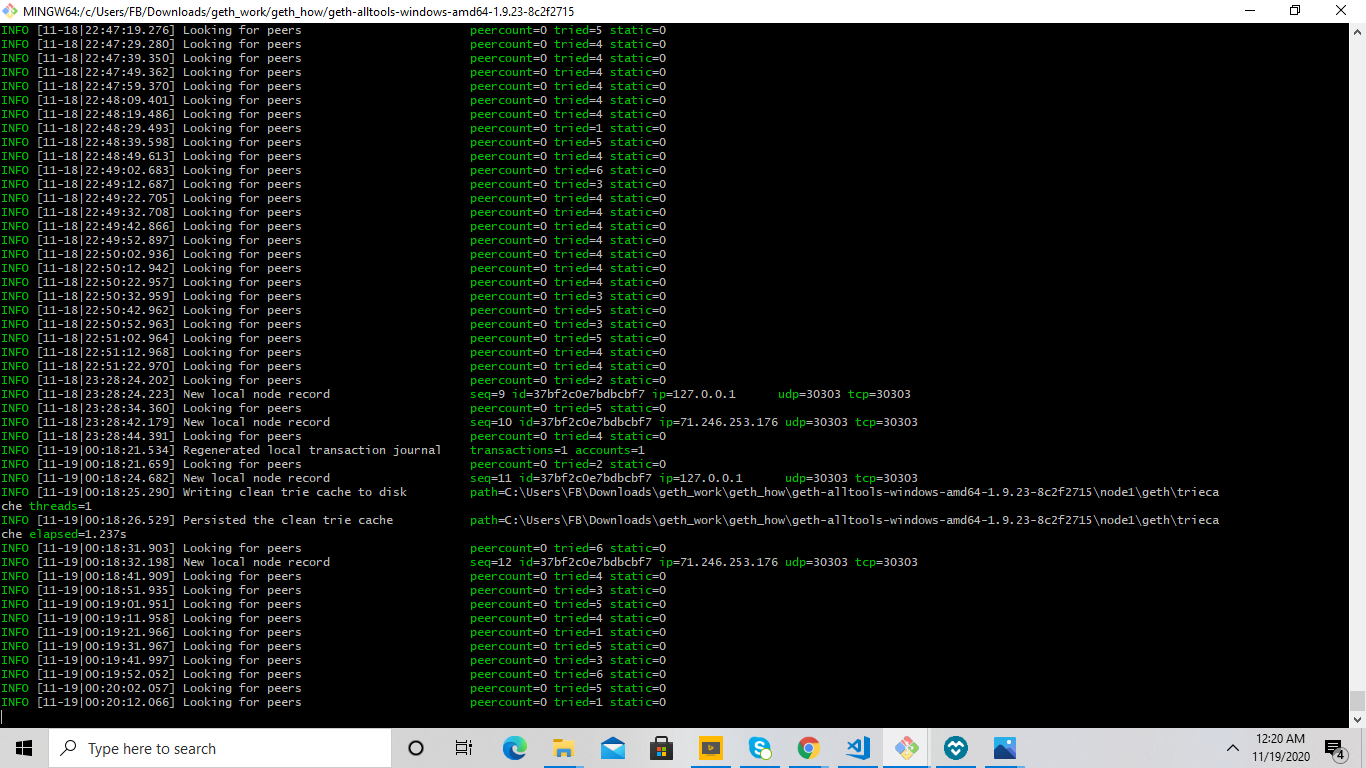 MINGW64:/c/Users/FB/Downloads/geth_work/geth_how/geth-alltools-windows-amd64-1.9.23-8c2f2715
INFO [11-18|22:47:19.276] Looking for peers peercount=0 tried=5 static=0
INFO [11-18|22:47:29.280] Looking for peers peercount=0 tried=4 static=0
INFO [11-18|22:47:39.350] Looking for peers peercount=0 tried=4 static=0
INFO [11-18|22:47:49.362] Looking for peers peercount=0 tried=4 static=0
INFO [11-18|22:47:59.370] Looking for peers peercount=0 tried=4 static=0
INFO [11-18|22:48:09.401] Looking for peers peercount=0 tried=4 static=0
INFO [11-18|22:48:19.486] Looking for peers peercount=0 tried=4 static=0
INFO [11-18|22:48:29.493] Looking for peers peercount=0 tried=1 static=0
INFO [11-18|22:48:39.598] Looking for peers peercount=0 tried=5 static=0
INFO [11-18|22:48:49.613] Looking for peers peercount=0 tried=4 static=0
INFO [11-18|22:49:02.683] Looking for peers peercount=0 tried=6 static=0
INFO [11-18|22:49:12.687] Looking for peers peercount=0 tried=3 static=0
INFO [11-18|22:49:22.705] Looking for peers peercount=0 tried=4 static=0
INFO [11-18|22:49:32.708] Looking for peers peercount=0 tried=4 static=0
INFO [11-18|22:49:42.866] Looking for peers peercount=0 tried=4 static=0
INFO [11-18|22:49:52.897] Looking for peers peercount=0 tried=4 static=0
INFO [11-18|22:50:02.936] Looking for peers peercount=0 tried=4 static=0
INFO [11-18|22:50:12.942] Looking for peers peercount=0 tried=4 static=0
INFO [11-18|22:50:22.957] Looking for peers peercount=0 tried=4 static=0
INFO [11-18|22:50:32.959] Looking for peers peercount=0 tried=3 static=0
INFO [11-18|22:50:42.962] Looking for peers peercount=0 tried=5 static=0
INFO [11-18|22:50:52.963] Looking for peers peercount=0 tried=3 static=0
INFO [11-18|22:51:02.964] Looking for peers peercount=0 tried=5 static=0
INFO [11-18|22:51:12.968] Looking for peers peercount=0 tried=4 static=0
INFO [11-18|22:51:22.970] Looking for peers peercount=0 tried=4 static=0
INFO [11-18|23:28:24.202] Looking for peers peercount=0 tried=2 static=0
INFO [11-18|23:28:24.223] New local node record seq=9 id=37bf2c0e7bdbcbf7 ip=127.0.0.1 udp=30303 tcp=30303
INFO [11-18|23:28:34.360] Looking for peers peercount=0 tried=5 static=0
INFO [11-18|23:28:42.179] New local node record seq=10 id=37bf2c0e7bdbcbf7 ip=71.246.253.176 udp=30303 tcp=30303
INFO [11-18|23:28:44.391] Looking for peers peercount=0 tried=4 static=0
INFO [11-19|00:18:21.534] Regenerated local transaction journal transactions=1 accounts=1
INFO [11-19|00:18:21.659] Looking for peers peercount=0 tried=2 static=0
INFO [11-19|00:18:24.682] New local node record seq=11 id=37bf2c0e7bdbcbf7 ip=127.0.0.1 udp=30303 tcp=30303
INFO [11-19|00:18:25.290] Writing clean trie cache to disk path=C:\Users\FB\Downloads\geth_work\geth_how\geth-alltools-windows-amd64-1.9.23-8c2f2715\node1\geth\trieca
che threads=1
INFO [11-19|00:18:26.529] Persisted the clean trie cache path=C:\Users\FB\Downloads\geth_work\geth_how\geth-alltools-windows-amd64-1.9.23-8c2f2715\node1\geth\trieca
che elapsed=1.237s
INFO [11-19|00:18:31.903] Looking for peers peercount=0 tried=6 static=0
INFO [11-19|00:18:32.198] New local node record seq=12 id=37bf2c0e7bdbcbf7 ip=71.246.253.176 udp=30303 tcp=30303
INFO [11-19|00:18:41.909] Looking for peers peercount=0 tried=4 static=0
INFO [11-19|00:18:51.935] Looking for peers peercount=0 tried=3 static=0
INFO [11-19|00:19:01.951] Looking for peers peercount=0 tried=5 static=0
INFO [11-19|00:19:11.958] Looking for peers peercount=0 tried=4 static=0
INFO [11-19|00:19:21.966] Looking for peers peercount=0 tried=1 static=0
INFO [11-19|00:19:31.967] Looking for peers peercount=0 tried=5 static=0
INFO [11-19|00:19:41.997] Looking for peers peercount=0 tried=3 static=0
INFO [11-19|00:19:52.052] Looking for peers peercount=0 tried=6 static=0
INFO [11-19|00:20:02.057] Looking for peers peercount=0 tried=5 static=0
INFO [11-19|00:20:12.066] Looking for peers peercount=0 tried=1 static=0
Type here to search
12:20 AM
11/19/2020
4